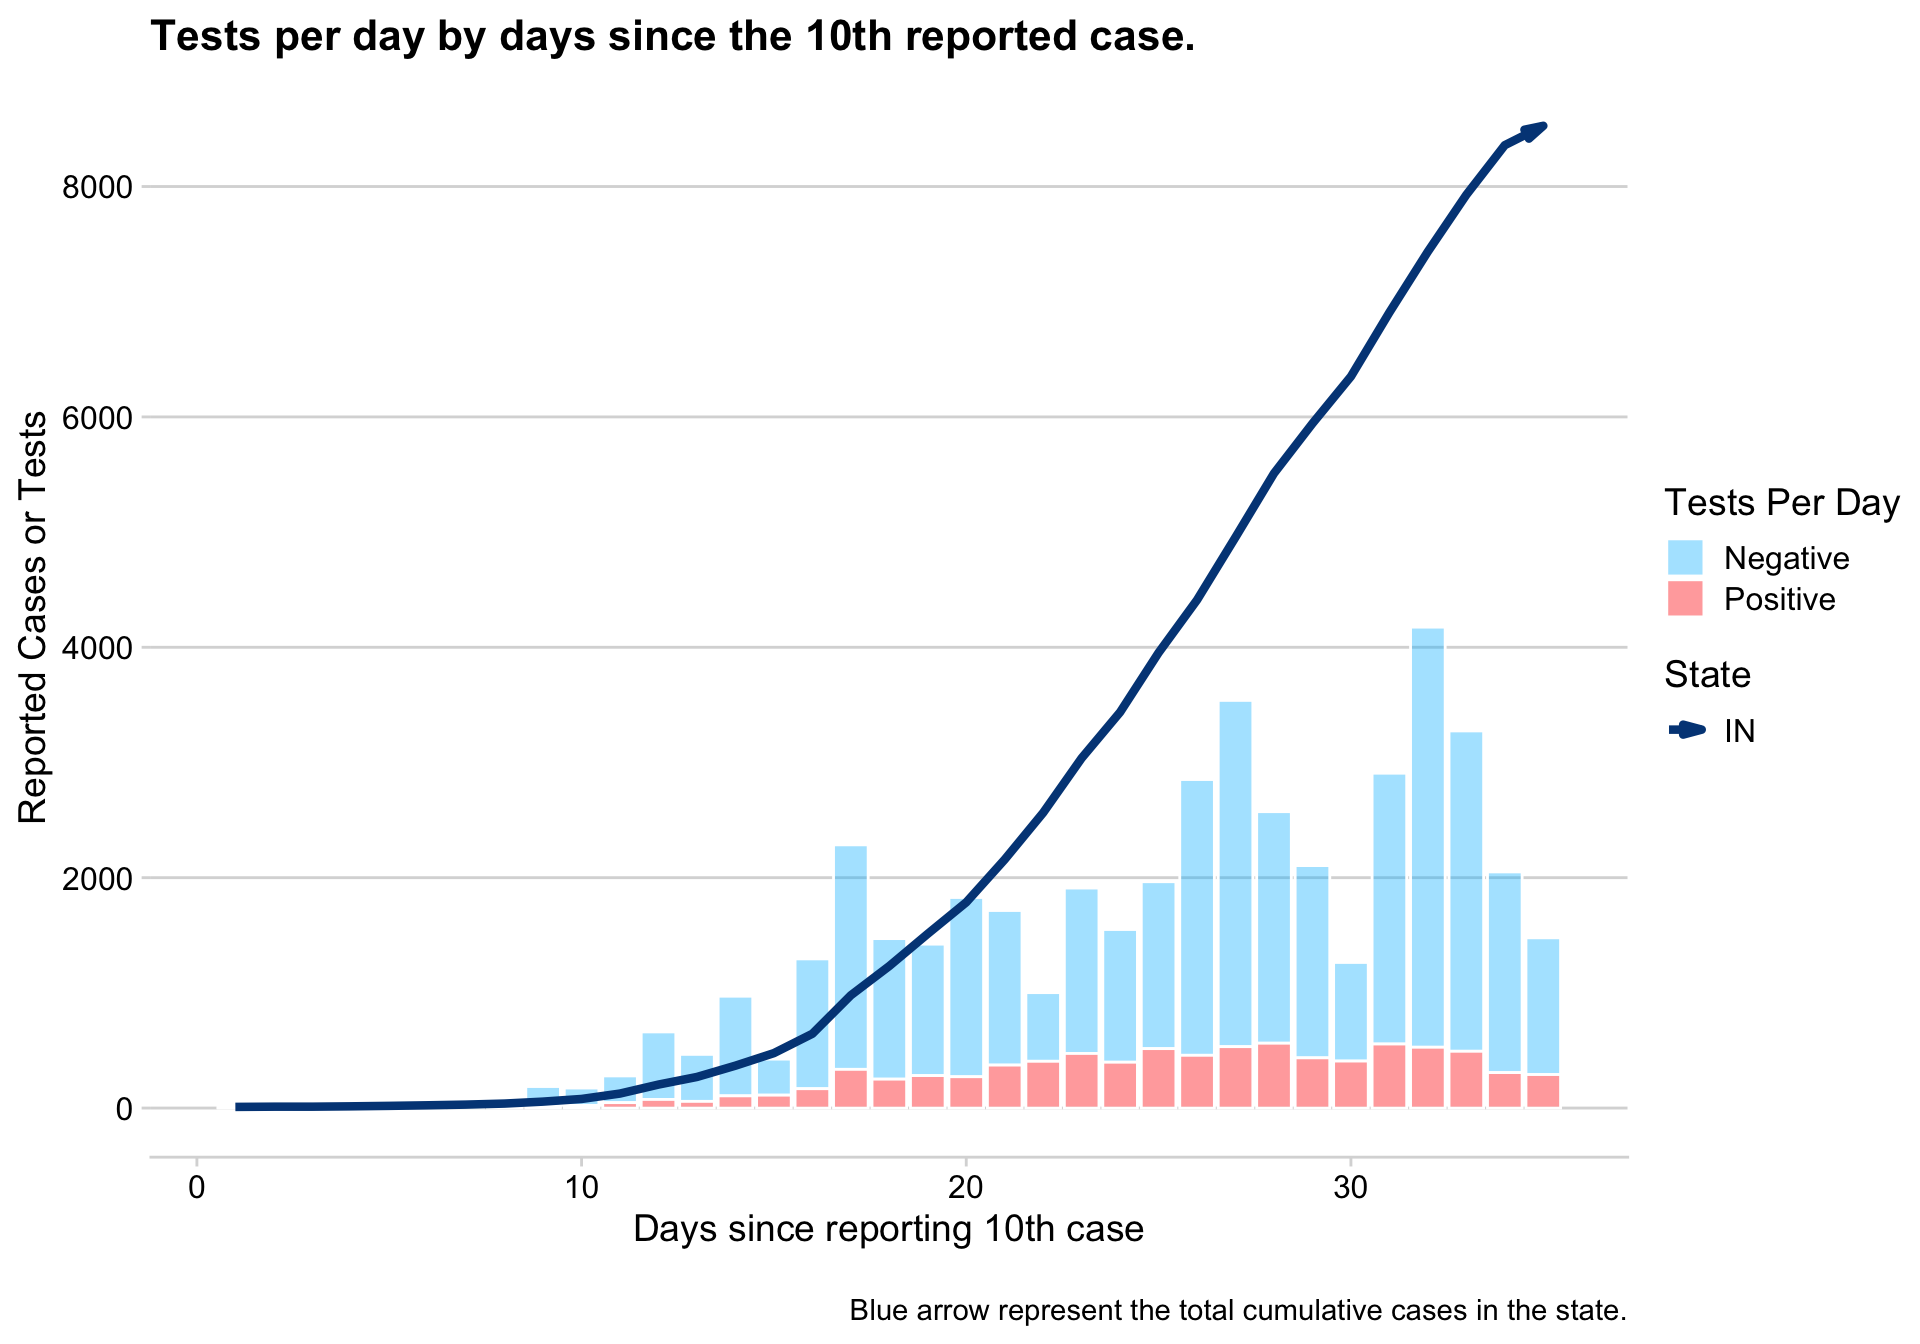 Tests per day by days since the 10th reported case.
8000
6000
4000
2000
0
Reported Cases or Tests
0
10
20
30
Days since reporting 10th case
Tests Per Day
Negative
Positive
State
IN
Blue arrow represent the total cumulative cases in the state.